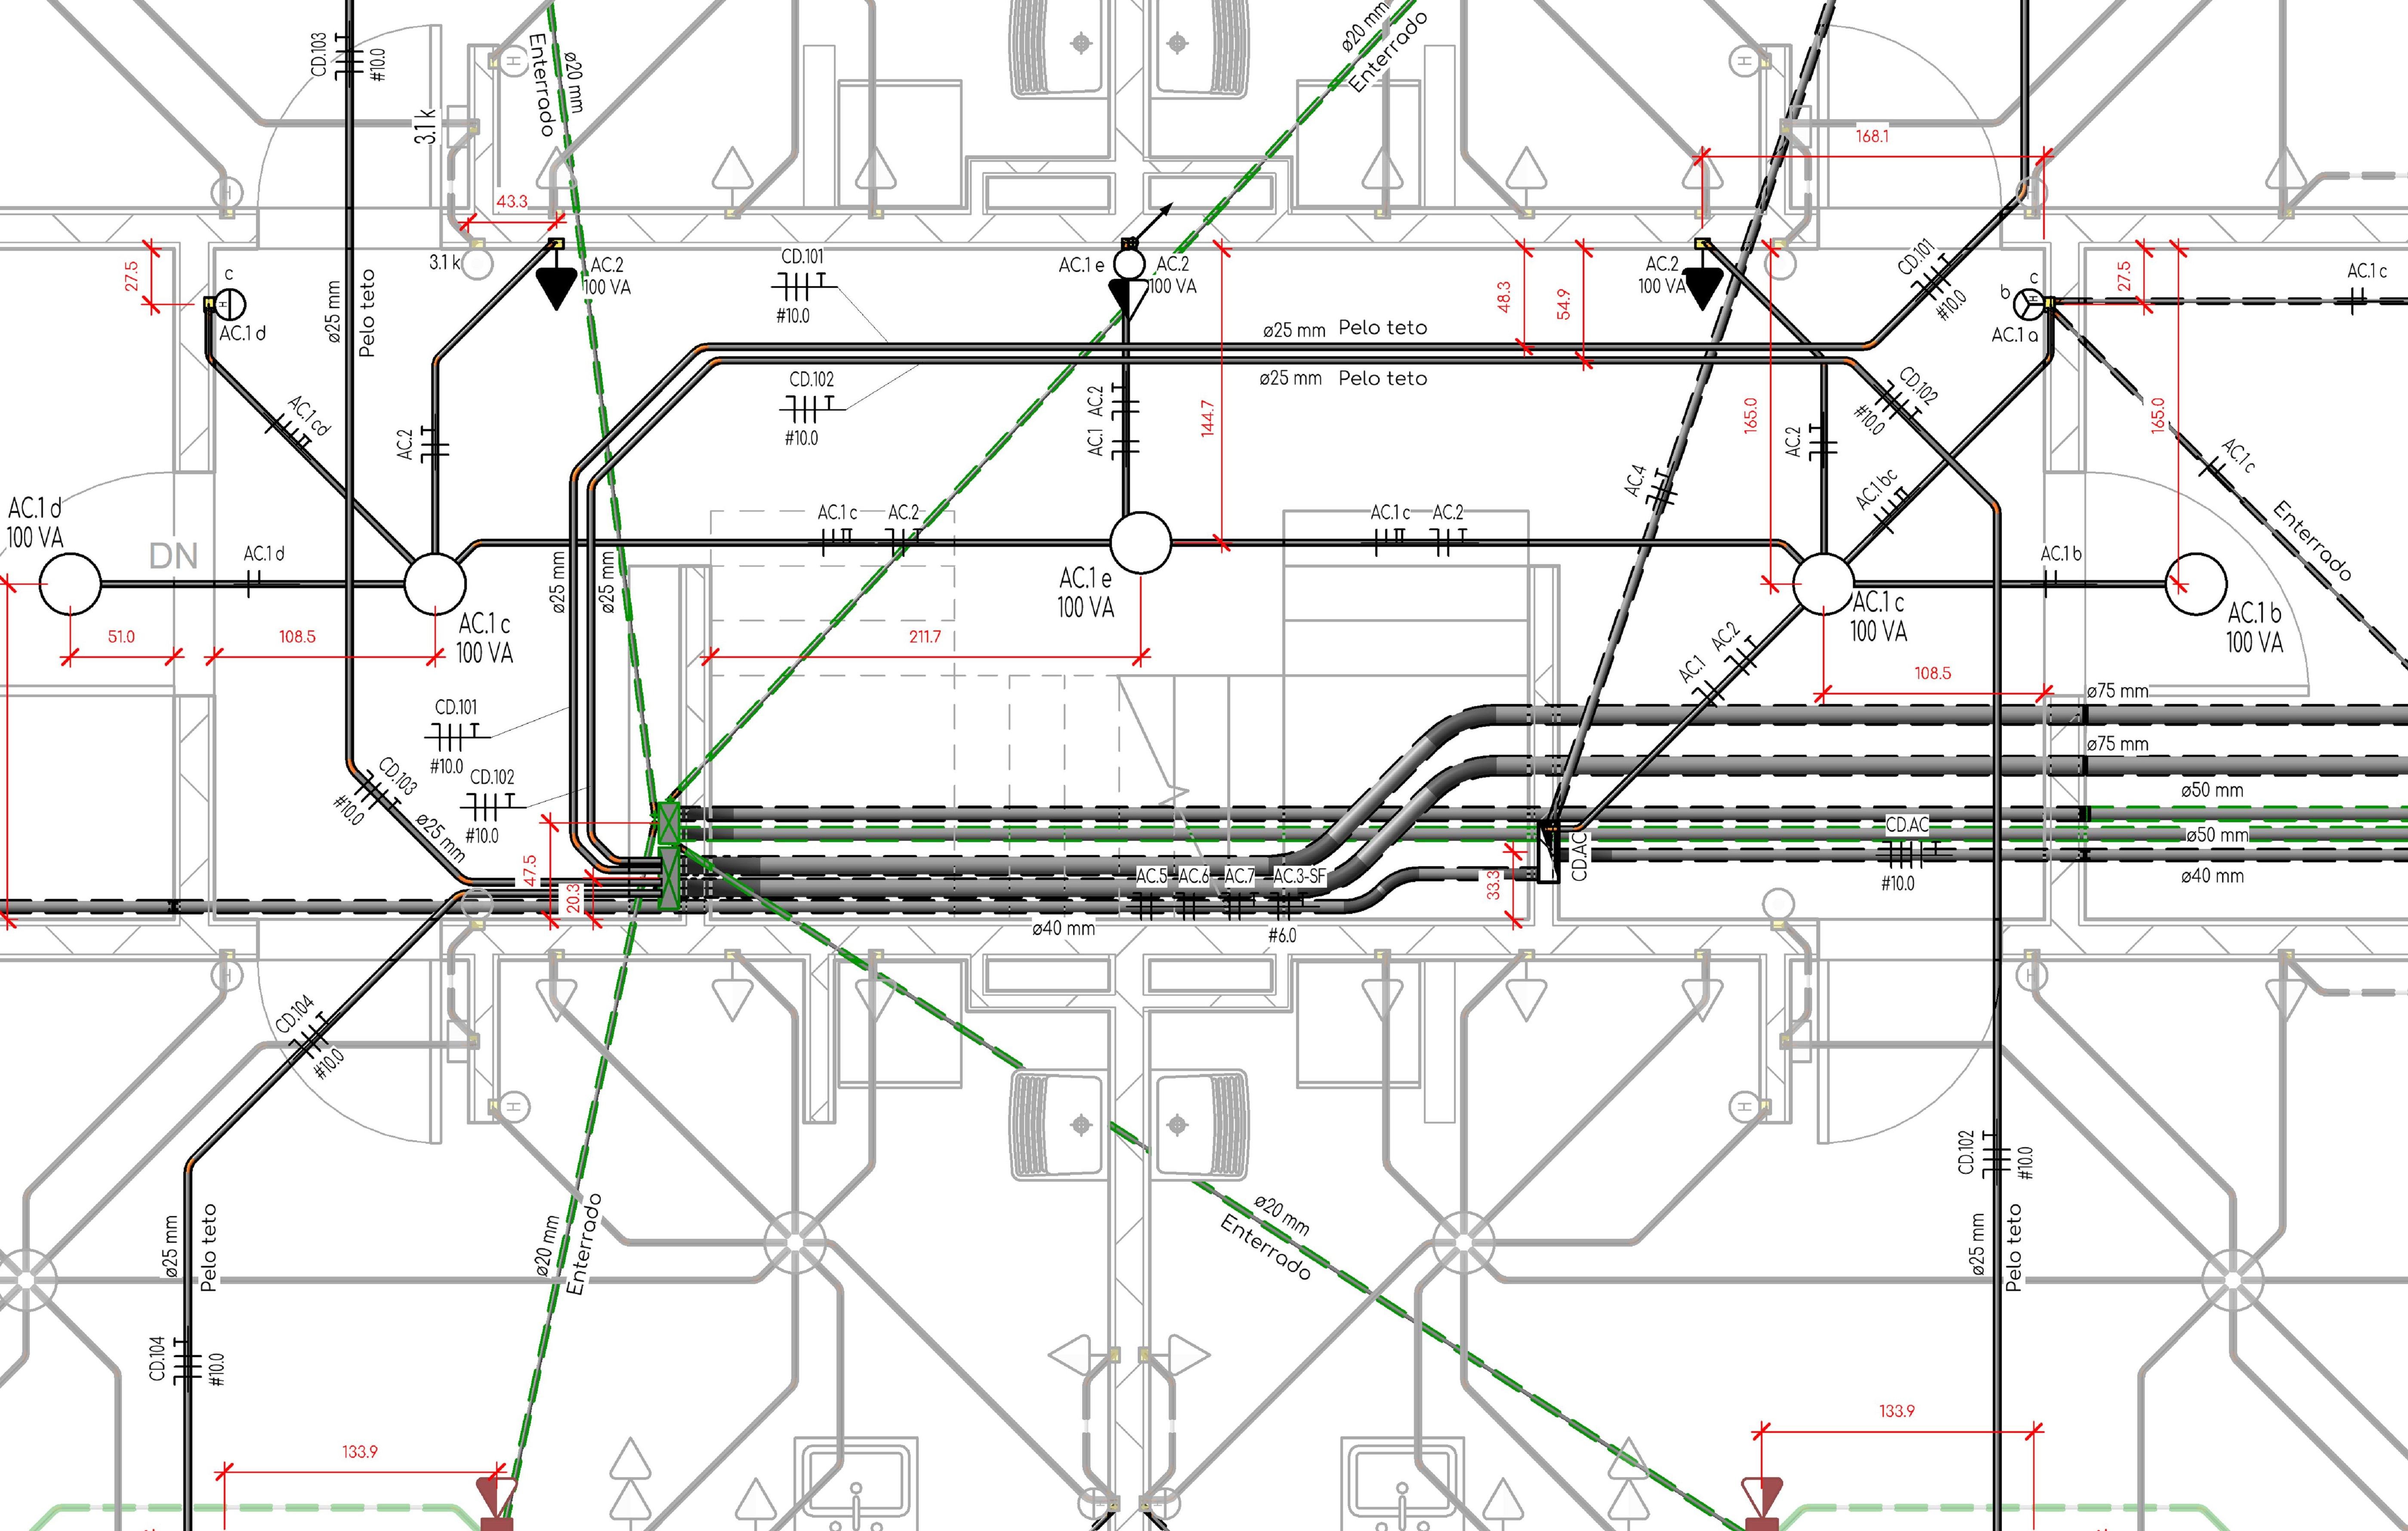 CD.103
#10.0
Enterrado
ø20 mm
ø20 mm
Enterrado
H
H
3.1 k
168.1
43.3
H
3.1 k
27.5
c
H
AC.1 d
ø25 mm
Pelo teto
AC.2
100 VA
CD.101
#10.0
AC.1 e
AC.2
100 VA
48.3
54.9
AC.2
100 VA
CD.101
#10.0
c
b
H
AC.1 a
27.5
AC.1 c
ø25 mm Pelo teto
ø25 mm Pelo teto
CD.102
#10.0
AC.2
AC.1
144.7
165.0
CD.102
#10.0
165.0
AC.1 cd
AC.2
AC.2
AC.4
AC.1 bc
AC.1 c
Enterrado
AC.1 d
100 VA
DN
AC.1 d
AC.1 c
AC.2
AC.1 c
AC.2
AC.1 b
ø25 mm
ø25 mm
AC.1 e
100 VA
AC.1 c
100 VA
AC.1 c
100 VA
AC.1 b
100 VA
51.0
108.5
211.7
AC.1
AC.2
108.5
ø75 mm
CD.101
#10.0
ø75 mm
CD.103
#10.0
CD.102
#10.0
ø50 mm
ø25 mm
CD.AC
ø50 mm
#10.0
ø40 mm
47.5
20.3
AC.5
AC.6
AC.7
AC.3-SF
33.3
CD.AC
ø40 mm
#6.0
H
H
CD.104
#10.0
H
H
CD.102
#10.0
ø20 mm
Enterrado
ø20 mm
Enterrado
ø25 mm
Pelo teto
ø25 mm
Pelo teto
CD.104
#10.0
133.9
133.9